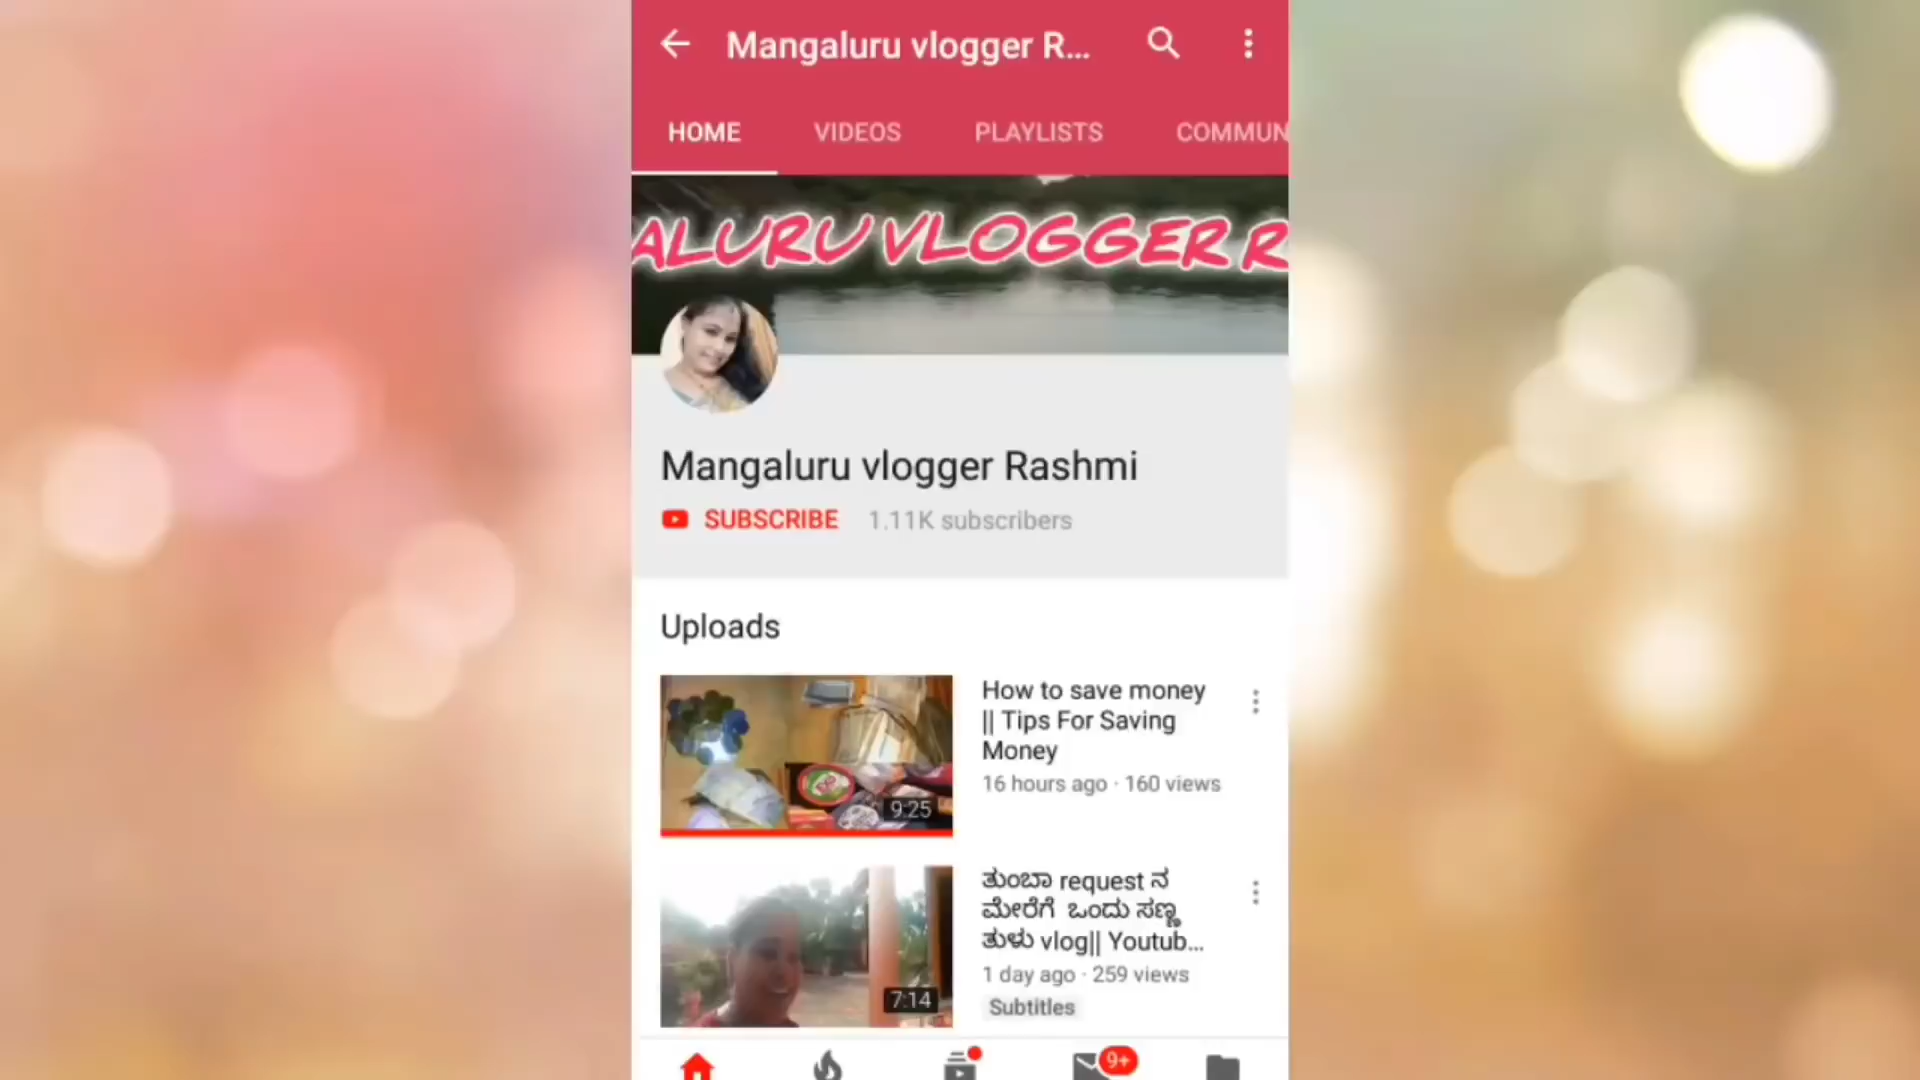 Mangaluru vlogger R...
HOME VIDEOS PLAYLISTS COMMUN
ALURU VLOGGER R
Mangaluru vlogger Rashmi
SUBSCRIBE 1.11K subscribers
Uploads
How to save money
|| Tips For Saving
Money
16 hours ago · 160 views
9:25
ತುಂಬಾ request ನ
ಮೇರೆಗೆ ಒಂದು ಸಣ್ಣ
ತುಳು vlog|| Youtub...
1 day ago · 259 views
7:14
Subtitles
9+